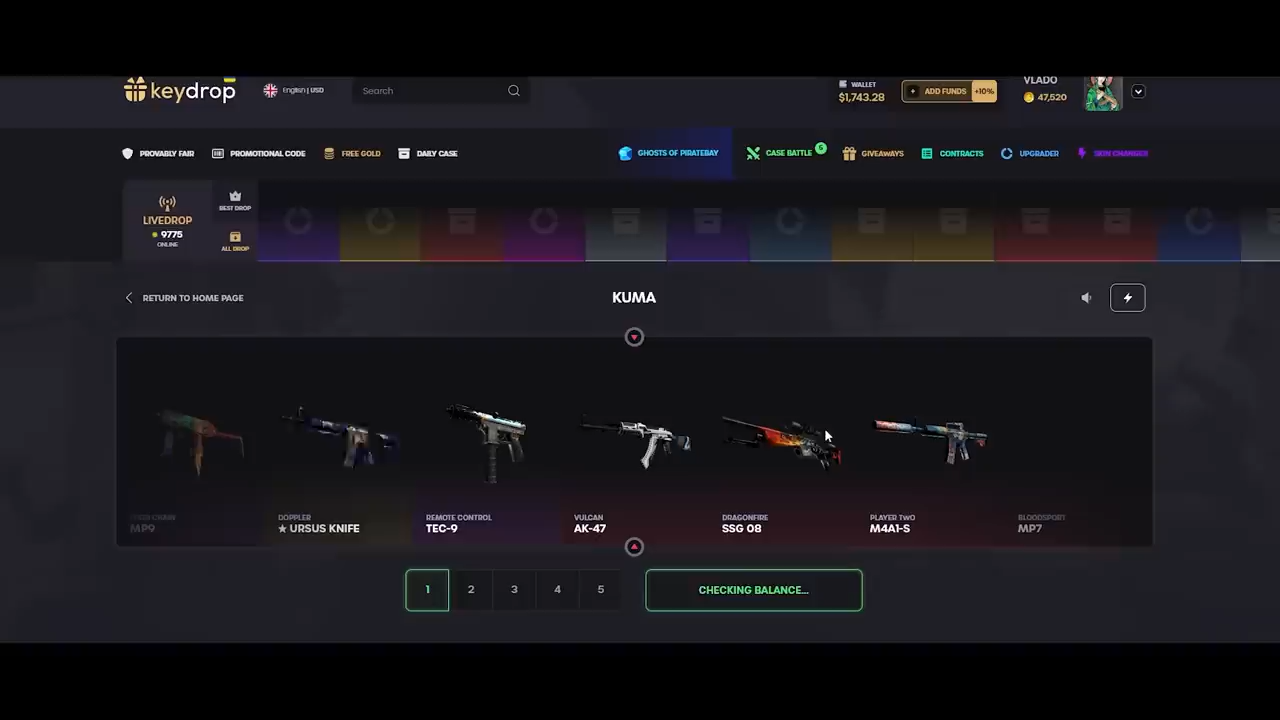 keydrop
English | USD
Search
WALLET
$1,743.28
+ ADD FUNDS +10%
VLADO
47,520
PROVABLY FAIR
PROMOTIONAL CODE
FREE GOLD
DAILY CASE
GHOSTS OF PIRATEBAY
CASE BATTLE 5
GIVEAWAYS
CONTRACTS
UPGRADER
SKIN CHANGER
LIVEDROP
9775
ONLINE
BEST DROP
ALL DROP
RETURN TO HOME PAGE
KUMA
MP9
DOPPLER
★ URSUS KNIFE
REMOTE CONTROL
TEC-9
VULCAN
AK-47
DRAGONFIRE
SSG 08
PLAYER TWO
M4A1-S
BLOODSPORT
MP7
1 2 3 4 5
CHECKING BALANCE...